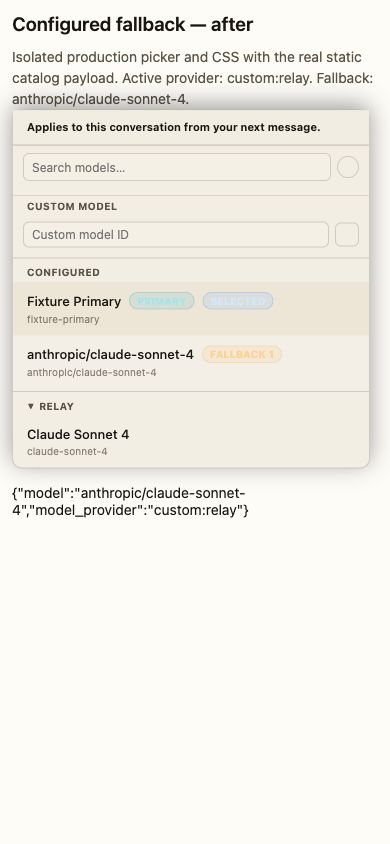 Configured fallback — after
Isolated production picker and CSS with the real static
catalog payload. Active provider: custom:relay. Fallback:
anthropic/claude-sonnet-4.
Applies to this conversation from your next message.
Search models...
CUSTOM MODEL
Custom model ID
CONFIGURED
Fixture Primary PRIMARY SELECTED
fixture-primary
anthropic/claude-sonnet-4 FALLBACK 1
anthropic/claude-sonnet-4
▼ RELAY
Claude Sonnet 4
claude-sonnet-4
{"model":"anthropic/claude-sonnet-
4","model_provider":"custom:relay"}